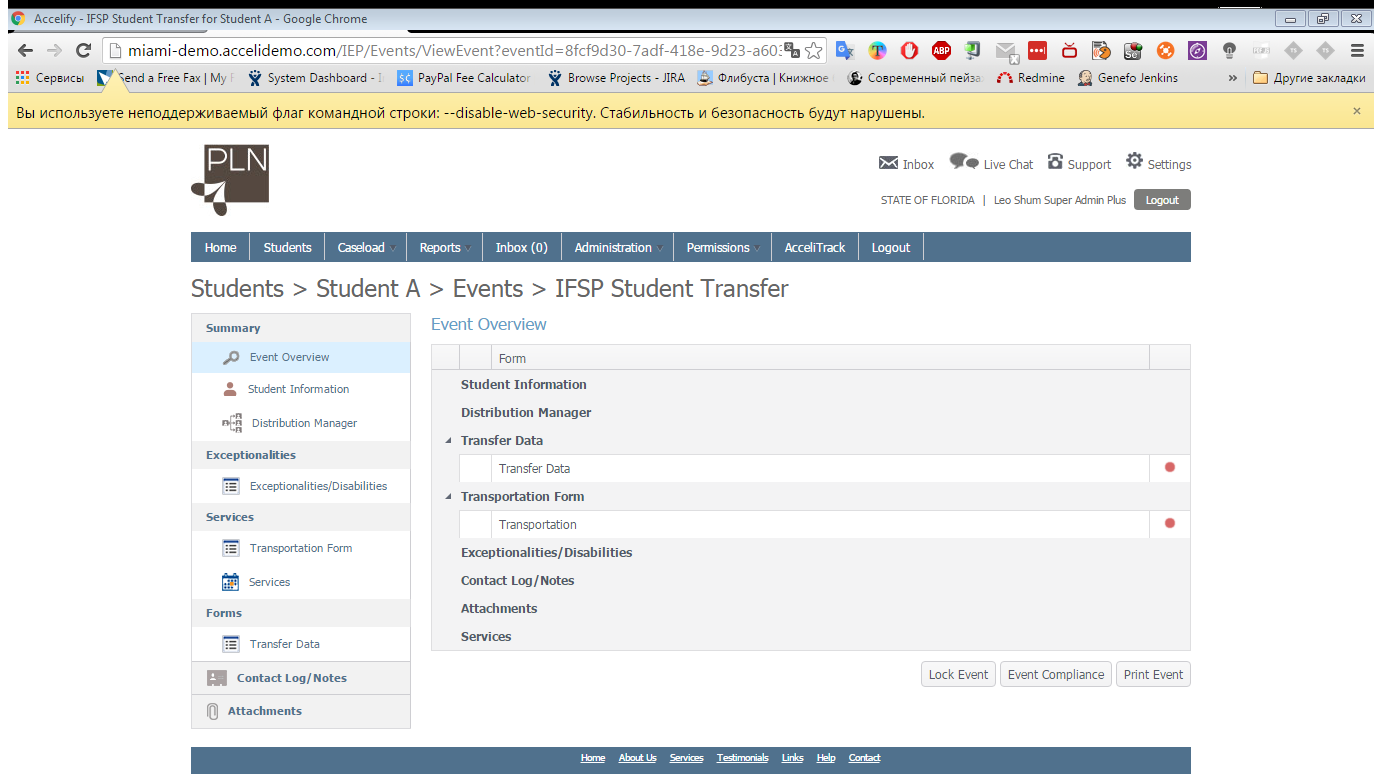 Accelify - IFSP Student Transfer for Student A - Google Chrome
miami-demo.accelidemo.com/IEP/Events/ViewEvent?eventId=8fcf9d30-7adf-418e-9d23-a603
Сервисы end a Free Fax | My F System Dashboard - PayPal Fee Calculator Browse Projects - JIRA Флибуста | Книжное Современный пейза Redmine Genefo Jenkins » Другие закладки
Вы используете неподдерживаемый флаг командной строки: --disable-web-security. Стабильность и безопасность будут нарушены.
PLN
Inbox Live Chat Support Settings
STATE OF FLORIDA | Leo Shum Super Admin Plus Logout
Home Students Caseload Reports Inbox (0) Administration Permissions AcceliTrack Logout
Students > Student A > Events > IFSP Student Transfer
Summary
Event Overview
Student Information
Distribution Manager
Exceptionalities
Exceptionalities/Disabilities
Services
Transportation Form
Services
Forms
Transfer Data
Contact Log/Notes
Attachments
Event Overview
Form
Student Information
Distribution Manager
Transfer Data
Transfer Data
Transportation Form
Transportation
Exceptionalities/Disabilities
Contact Log/Notes
Attachments
Services
Lock Event Event Compliance Print Event
Home About Us Services Testimonials Links Help Contact